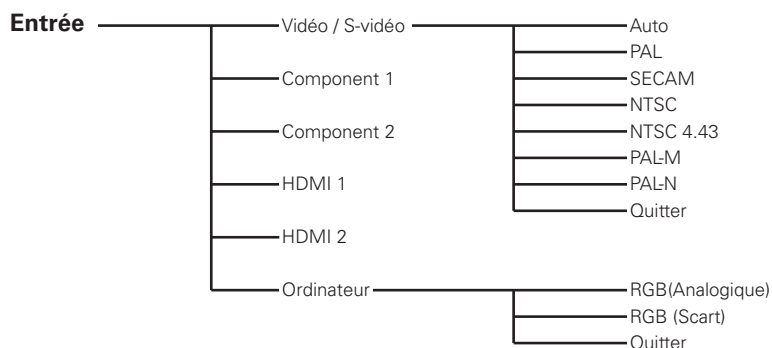 Entrée
Vidéo / S-vidéo
Component 1
Component 2
HDMI 1
HDMI 2
Ordinateur
Auto
PAL
SECAM
NTSC
NTSC 4.43
PAL-M
PAL-N
Quitter
RGB(Analogique)
RGB (Scart)
Quitter